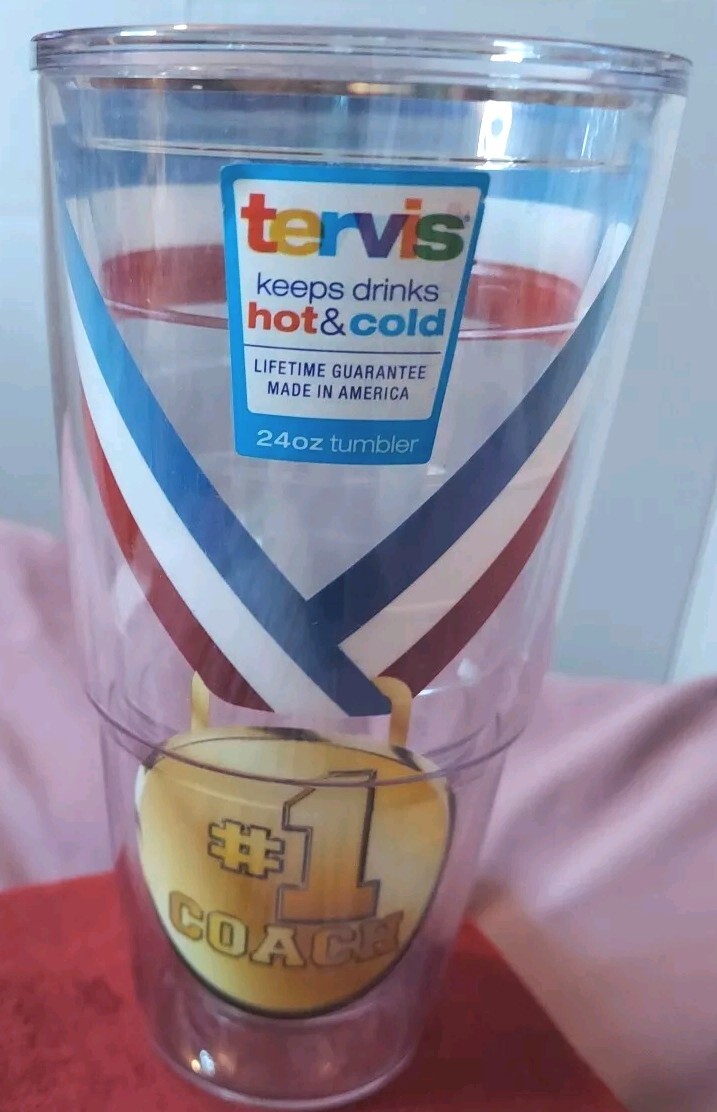 tervis
keeps drinks
hot&cold
LIFETIME GUARANTEE
MADE IN AMERICA
24oz tumbler
#1
COACH